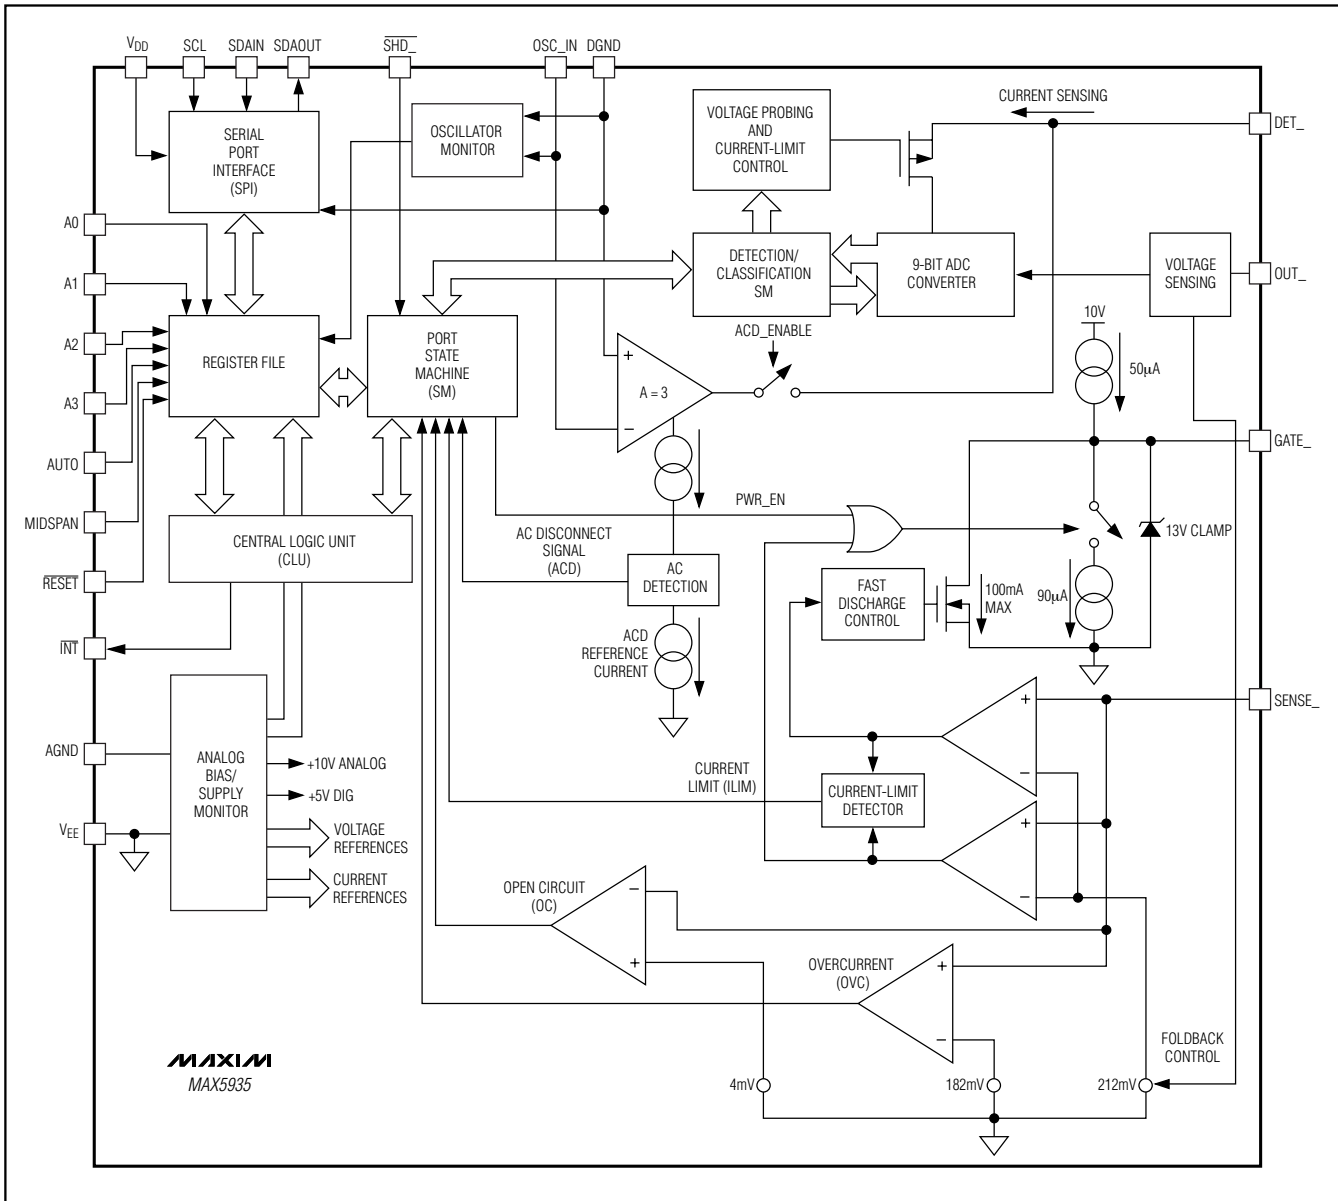 VDD
SCL
SDAIN
SDAOUT
SHD_
OSC_IN
DGND
SERIAL
PORT
INTERFACE
(SPI)
OSCILLATOR
MONITOR
VOLTAGE PROBING
AND
CURRENT-LIMIT
CONTROL
CURRENT SENSING
DET_
A0
A1
A2
A3
AUTO
MIDSPAN
RESET
INT
AGND
VEE
REGISTER FILE
PORT
STATE
MACHINE
(SM)
DETECTION/
CLASSIFICATION
SM
9-BIT ADC
CONVERTER
VOLTAGE
SENSING
OUT_
ACD_ENABLE
+
A = 3
−
10V
50µA
GATE_
PWR_EN
13V CLAMP
CENTRAL LOGIC UNIT
(CLU)
AC DISCONNECT
SIGNAL
(ACD)
AC
DETECTION
FAST
DISCHARGE
CONTROL
100mA
MAX
90µA
ACD
REFERENCE
CURRENT
SENSE_
ANALOG
BIAS/
SUPPLY
MONITOR
+10V ANALOG
+5V DIG
VOLTAGE
REFERENCES
CURRENT
REFERENCES
CURRENT
LIMIT (ILIM)
CURRENT-LIMIT
DETECTOR
+
−
+
−
OPEN CIRCUIT
(OC)
−
+
OVERCURRENT
(OVC)
+
−
FOLDBACK
CONTROL
4mV
182mV
212mV
MAXIM
MAX5935